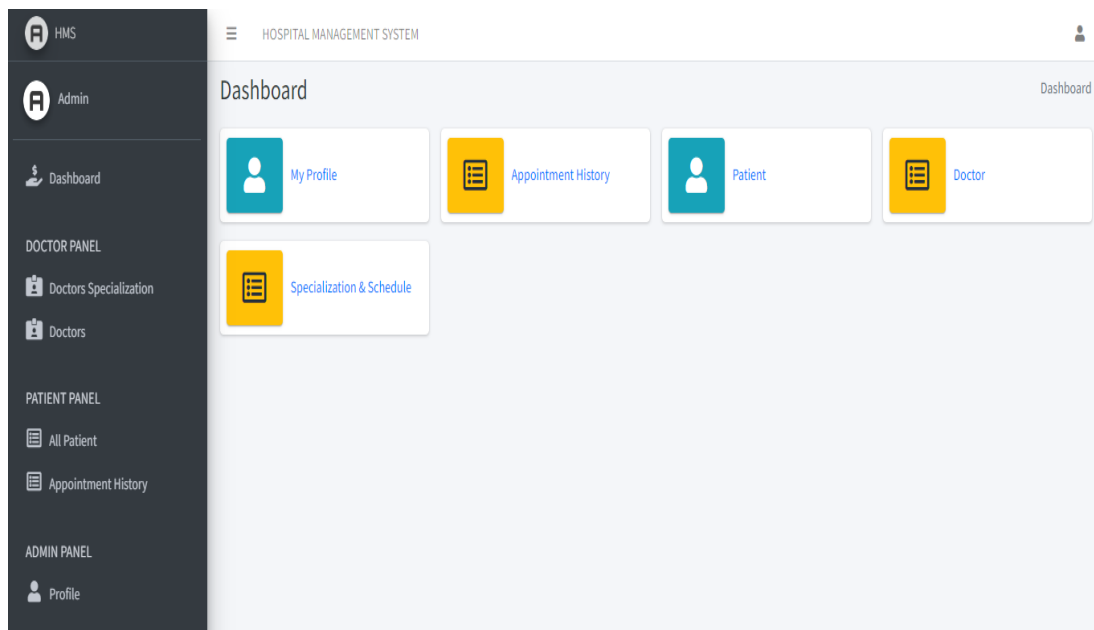 HMS
HOSPITAL MANAGEMENT SYSTEM
Admin
Dashboard
DOCTOR PANEL
Doctors Specialization
Doctors
PATIENT PANEL
All Patient
Appointment History
ADMIN PANEL
Profile
Dashboard
Dashboard
My Profile
Appointment History
Patient
Doctor
Specialization & Schedule